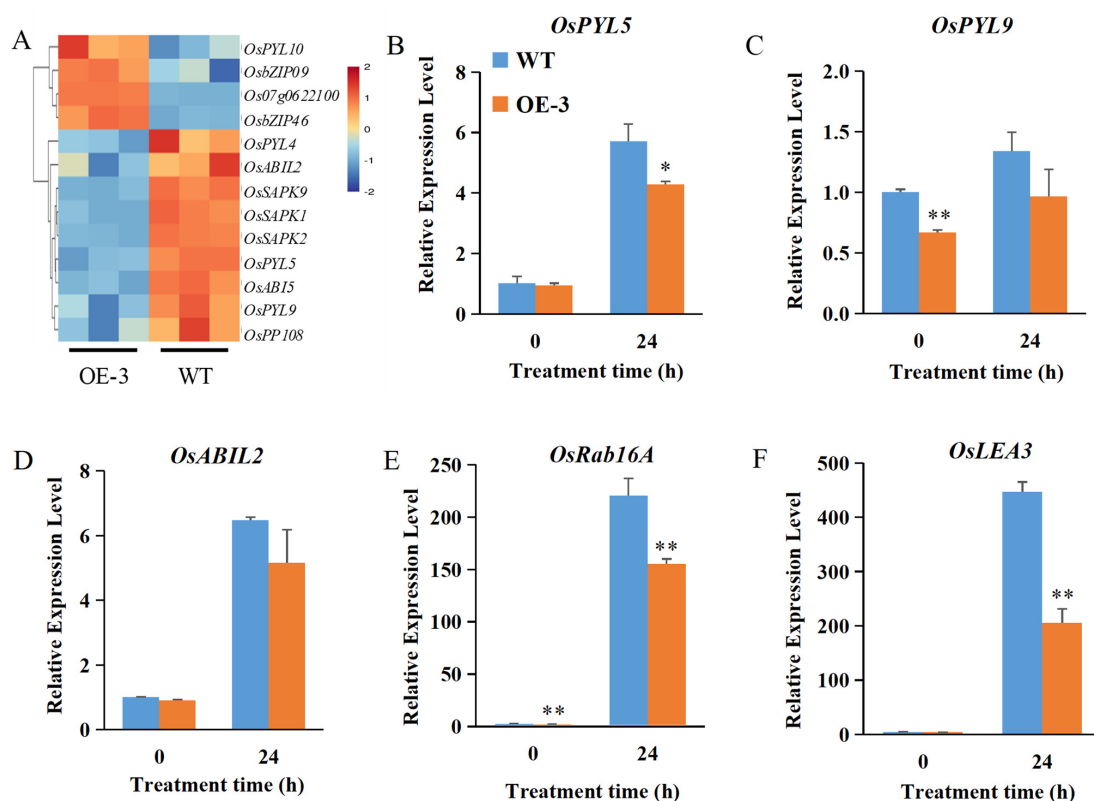 A
OsPYL10
OsbZIP09
Os07g0622100
OsbZIP46
OsPYL4
OsABIL2
OsSAPK9
OsSAPK1
OsSAPK2
OsPYL5
OsABI5
OsPYL9
OsPP108
2
1
0
-1
-2
OE-3 WT
B
OsPYL5
WT
OE-3
Relative Expression Level
8
6
4
2
0
*
0 24
Treatment time (h)
C
OsPYL9
Relative Expression Level
2.0
1.5
1.0
0.5
0.0
**
0 24
Treatment time (h)
D
OsABIL2
Relative Expression Level
8
6
4
2
0
0 24
Treatment time (h)
E
OsRab16A
Relative Expression Level
250
200
150
100
50
0
**
**
0 24
Treatment time (h)
F
OsLEA3
Relative Expression Level
500
400
300
200
100
0
**
0 24
Treatment time (h)